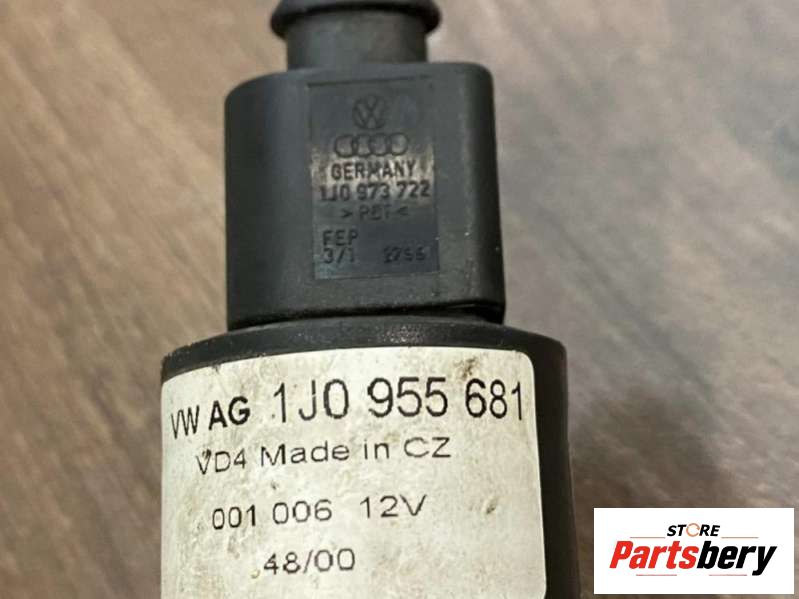 GERMANY
1J0 973 722
> PBT <
FEP
3/1
VW AG 1J0 955 681
VD4 Made in CZ
001 006 12V
48/00
STORE
Partsbery